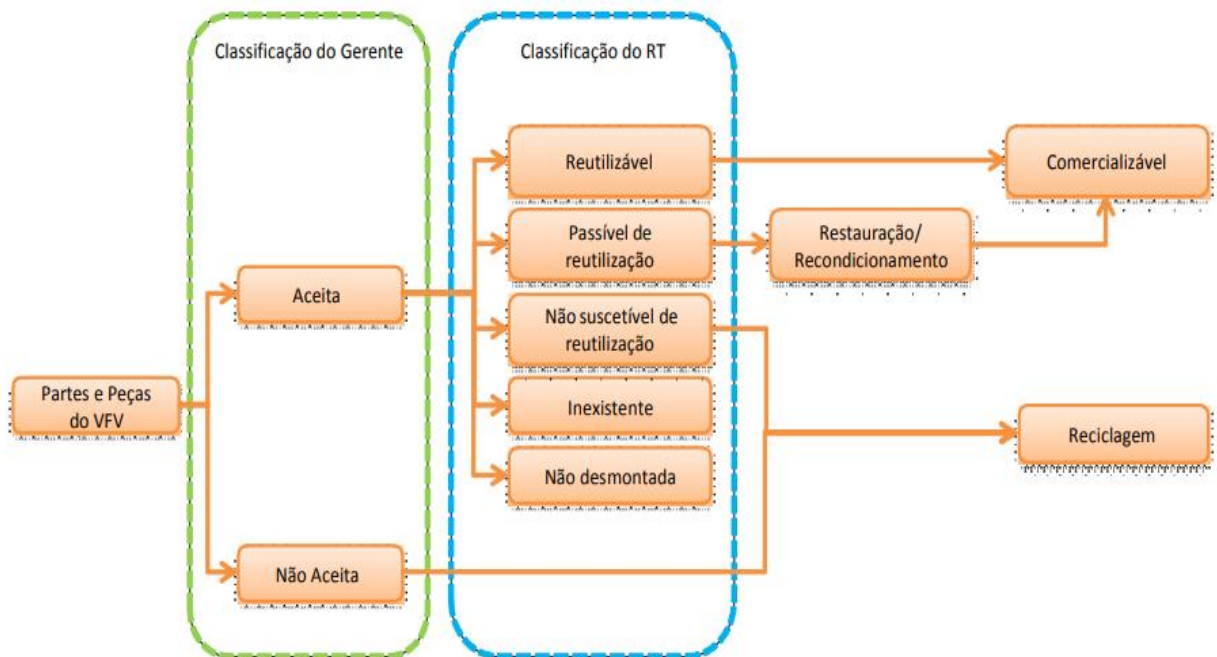 Classificação do Gerente
Classificação do RT
Reutilizável
Comercializável
Passível de
reutilização
Restauração/
Recondicionamento
Aceita
Não suscetível de
reutilização
Partes e Peças
do VFV
Inexistente
Reciclagem
Não desmontada
Não Aceita